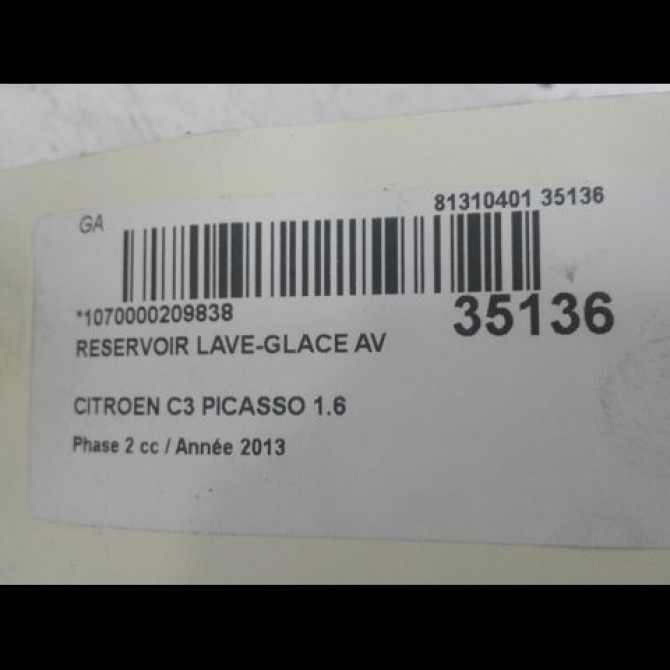 GA
81310401 35136
*1070000209838
35136
RESERVOIR LAVE-GLACE AV
CITROEN C3 PICASSO 1.6
Phase 2 cc / Année 2013